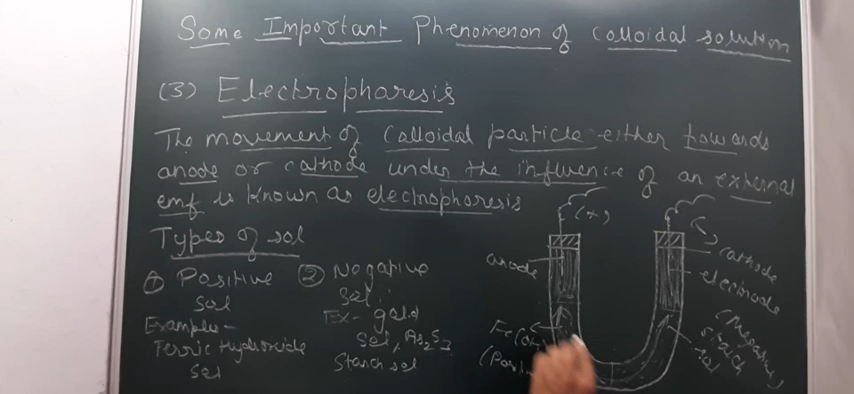 Some Important Phenomenon of Colloidal solution
(3) Electropharesis
The movement of Colloidal particle either towards
anode or cathode under the influence of an external
emf is known as electrophoresis
Types of sol
① Positive
sol
Example-
Ferric Hydroxide
sol
② Negative
sol:
Ex- gold
sol, As2S3
Starch sol
(+)
anode
Fe(OH)
(Posi
(-)
cathode
electrode
(Negative)
starch
sol